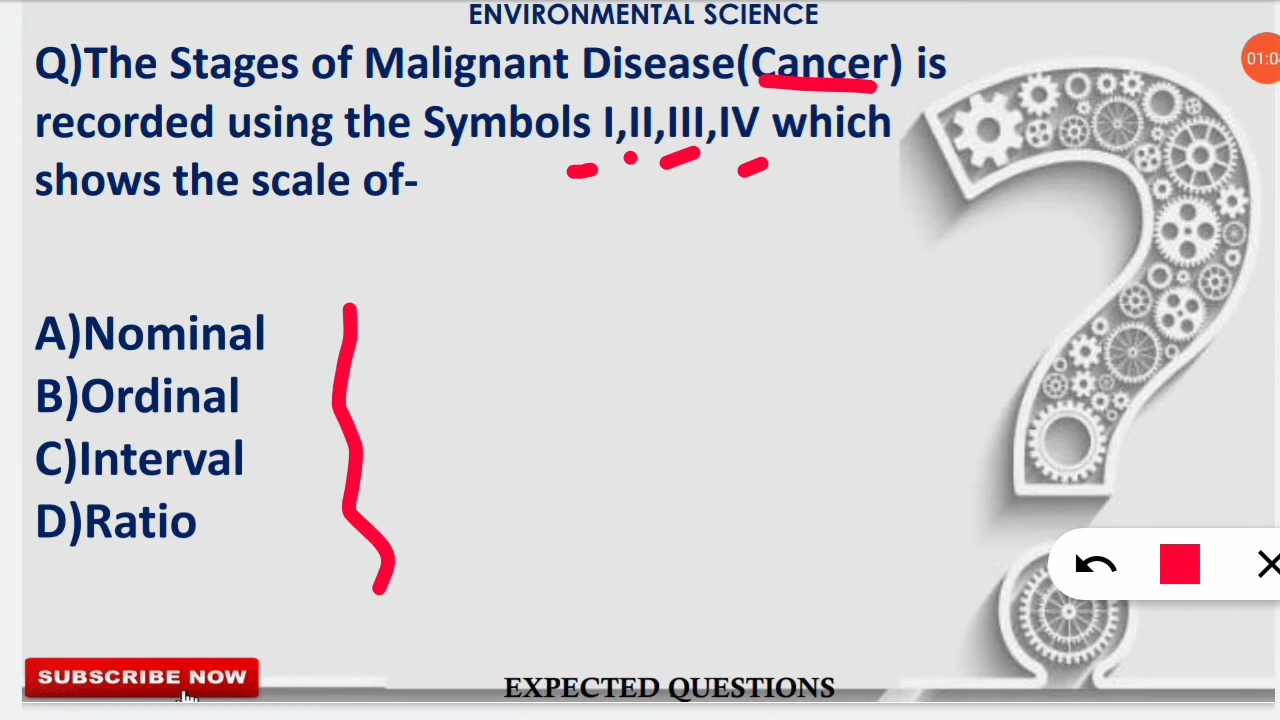 ENVIRONMENTAL SCIENCE
Q)The Stages of Malignant Disease(Cancer) is
recorded using the Symbols I,II,III,IV which
shows the scale of-
A)Nominal
B)Ordinal
C)Interval
D)Ratio
SUBSCRIBE NOW
EXPECTED QUESTIONS